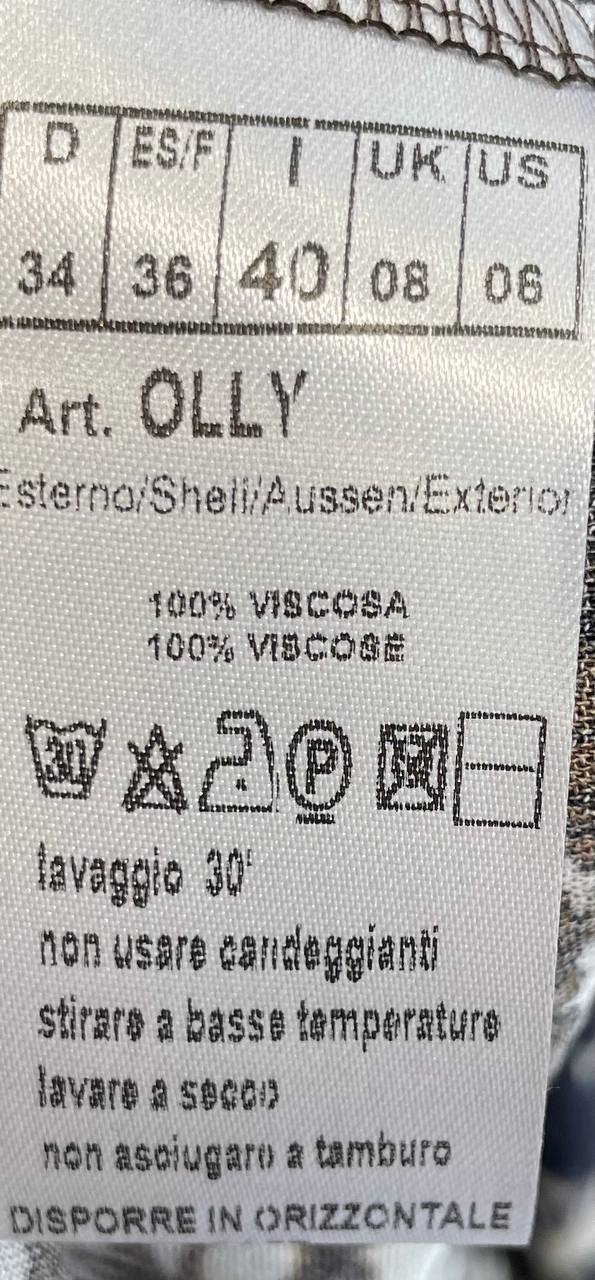 D ES/F I UK US
34 36 40 08 06
Art. OLLY
Esterno/Shell/Aussen/Exterior
100% VISCOSA
100% VISCOSE
30 P
lavaggio 30°
non usare candeggianti
stirare a basse temperature
lavare a secco
non asciugare a tamburo
DISPORRE IN ORIZZONTALE